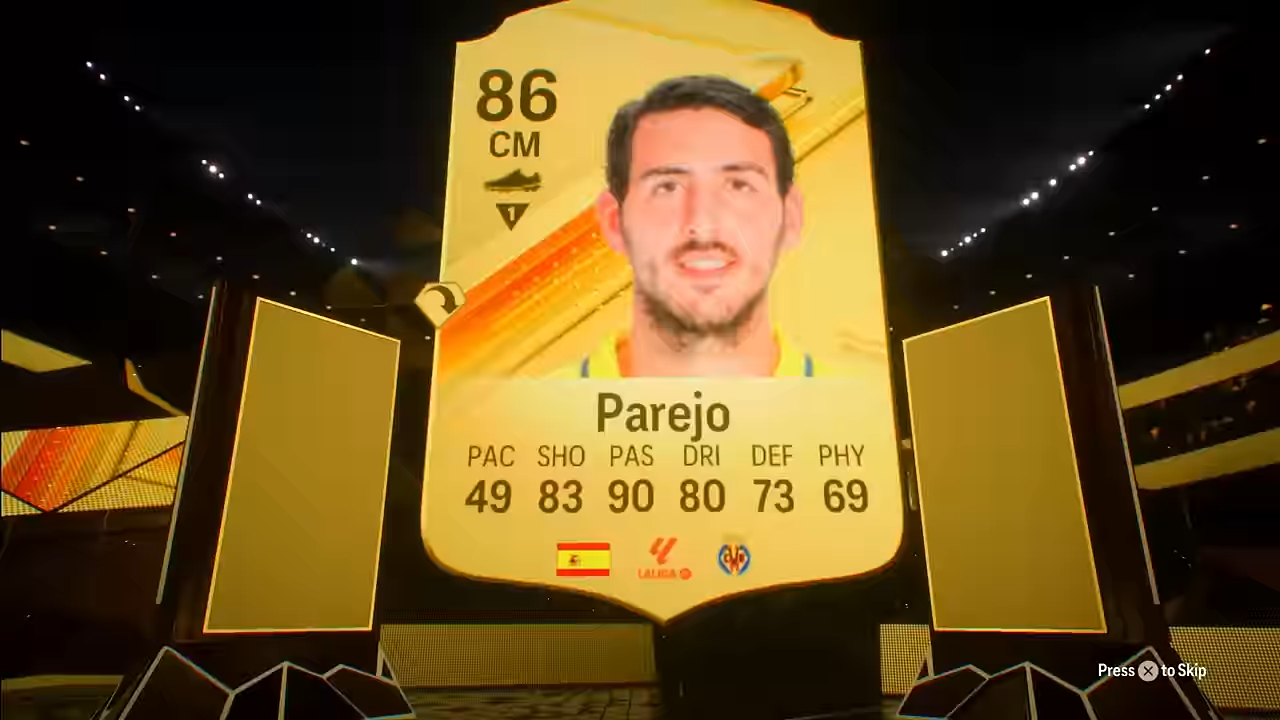 86
CM
1
Parejo
PAC SHO PAS DRI DEF PHY
49 83 90 80 73 69
LALIGA
Press X to Skip